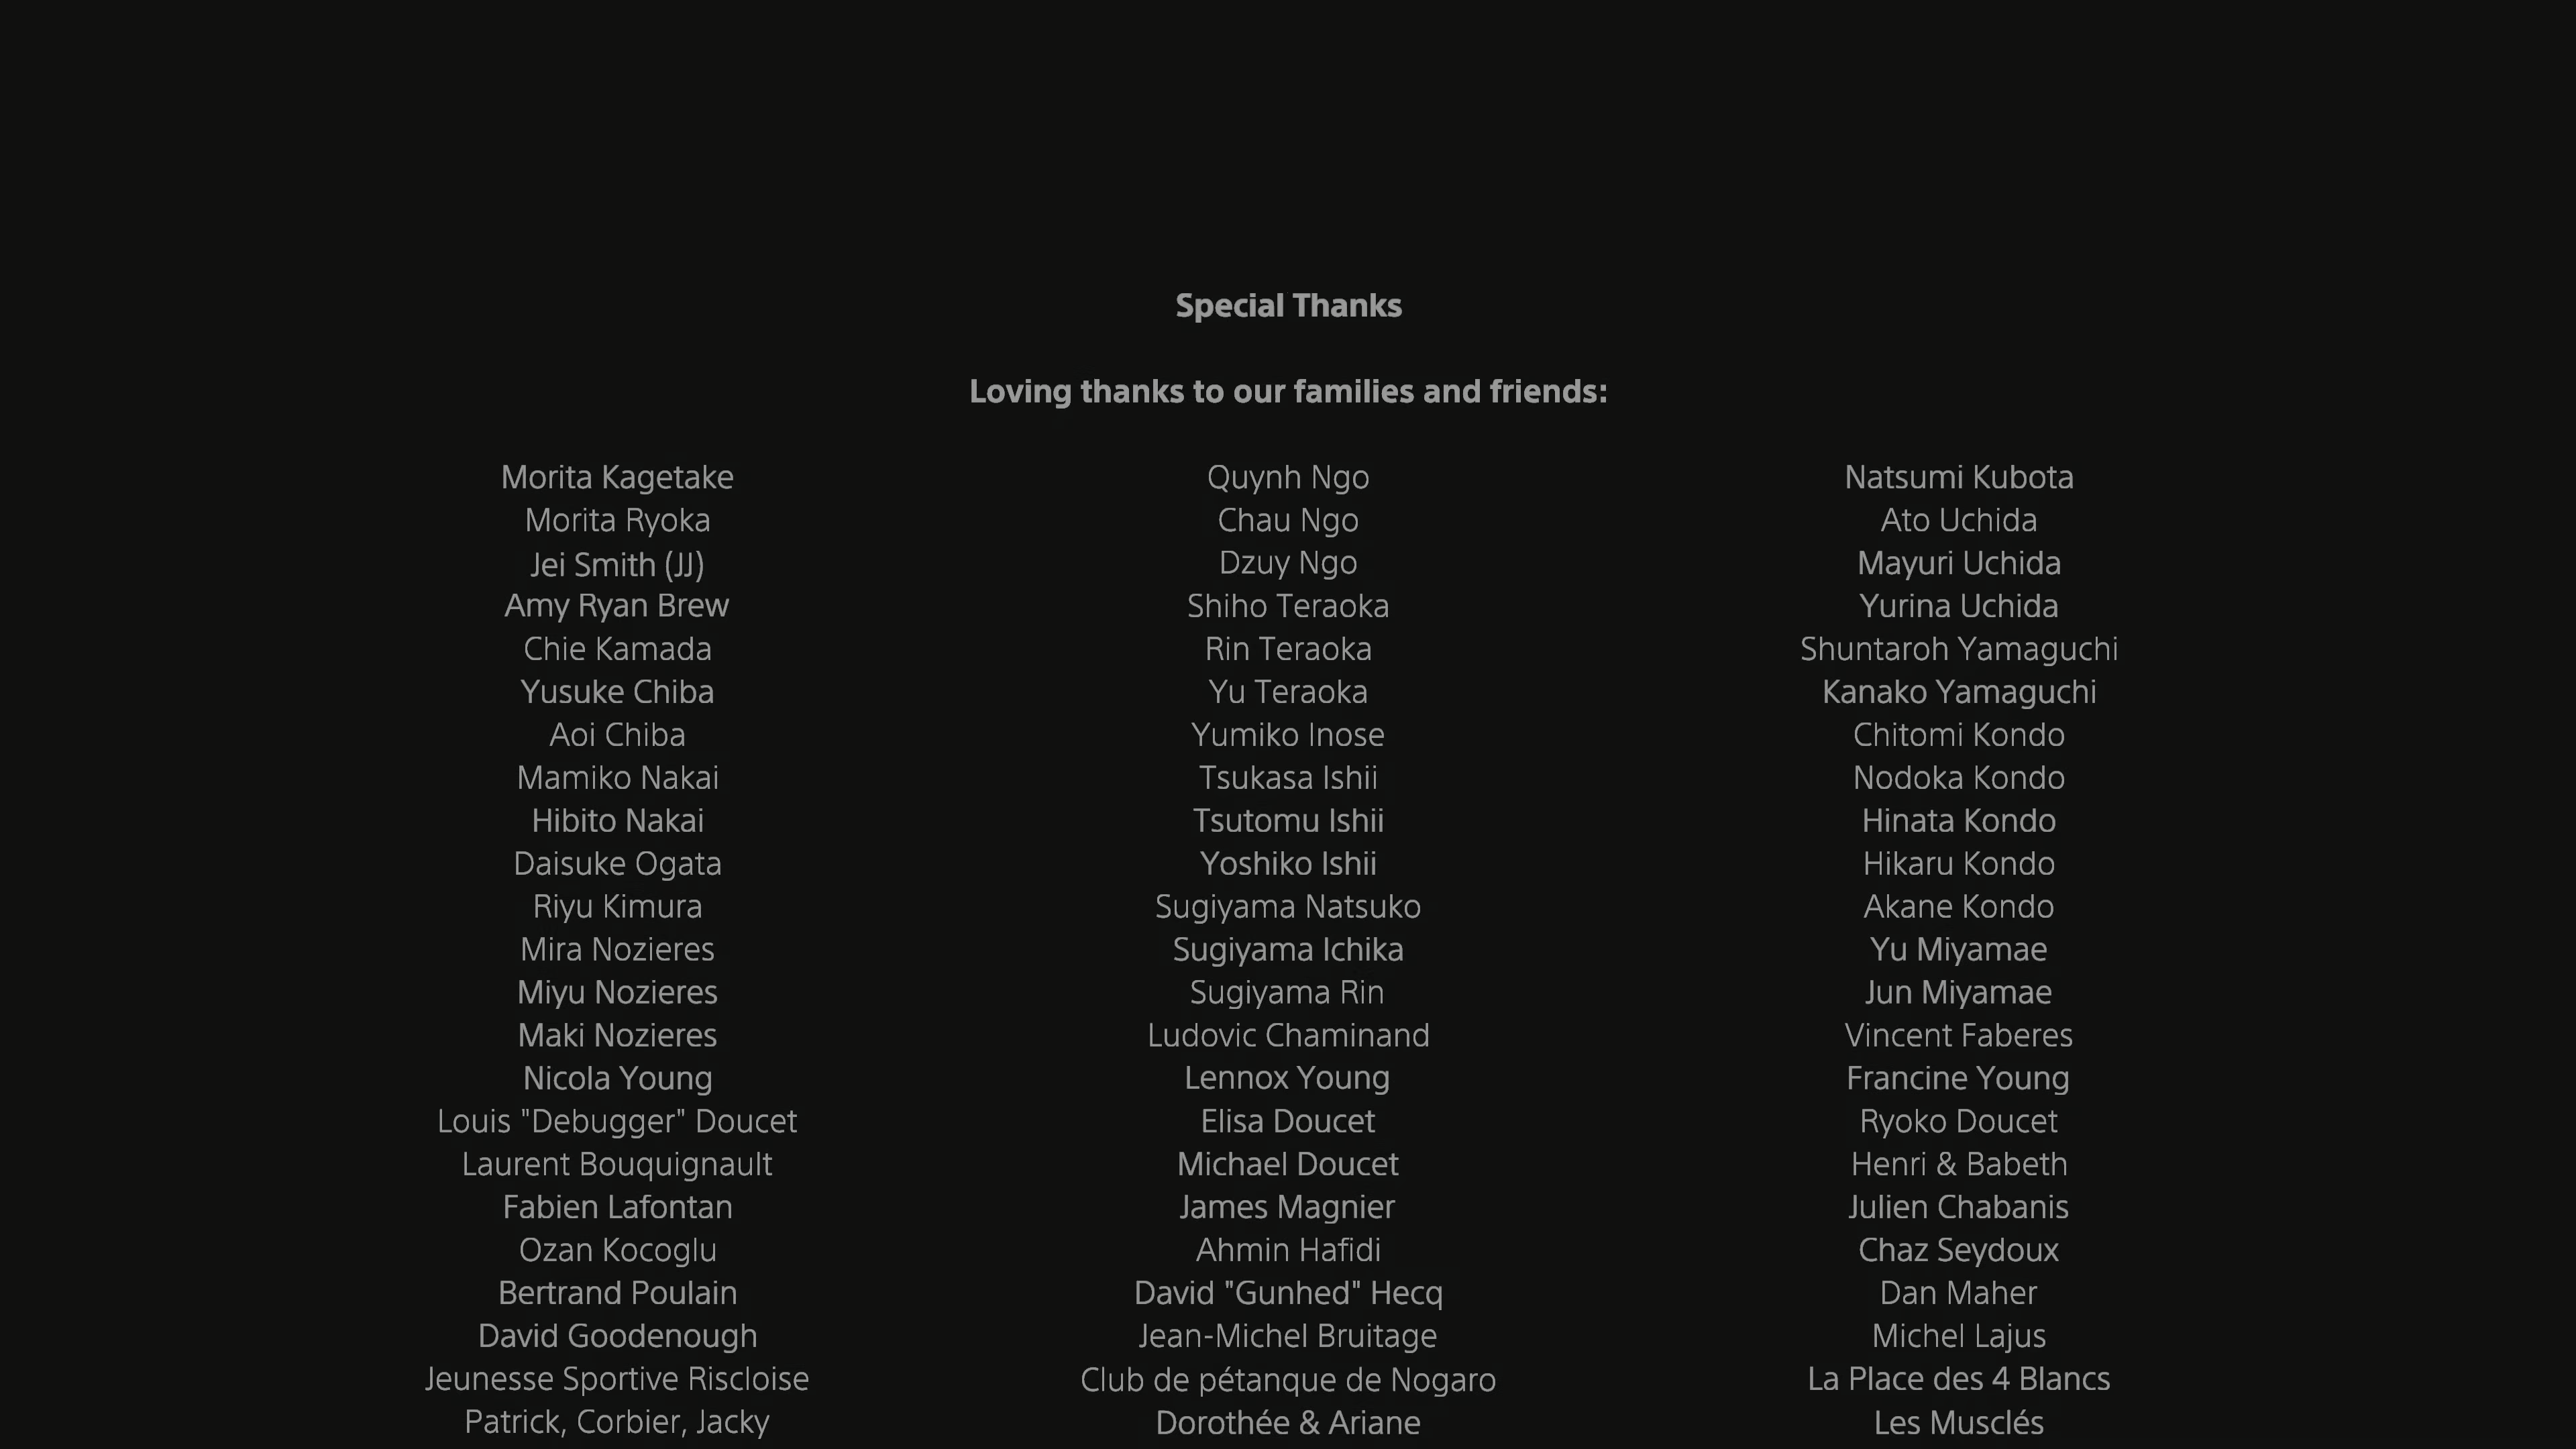 Special Thanks
Loving thanks to our families and friends:
Morita Kagetake Quynh Ngo Natsumi Kubota
Morita Ryoka Chau Ngo Ato Uchida
Jei Smith (JJ) Dzuy Ngo Mayuri Uchida
Amy Ryan Brew Shiho Teraoka Yurina Uchida
Chie Kamada Rin Teraoka Shuntaroh Yamaguchi
Yusuke Chiba Yu Teraoka Kanako Yamaguchi
Aoi Chiba Yumiko Inose Chitomi Kondo
Mamiko Nakai Tsukasa Ishii Nodoka Kondo
Hibito Nakai Tsutomu Ishii Hinata Kondo
Daisuke Ogata Yoshiko Ishii Hikaru Kondo
Riyu Kimura Sugiyama Natsuko Akane Kondo
Mira Nozieres Sugiyama Ichika Yu Miyamae
Miyu Nozieres Sugiyama Rin Jun Miyamae
Maki Nozieres Ludovic Chaminand Vincent Faberes
Nicola Young Lennox Young Francine Young
Louis "Debugger" Doucet Elisa Doucet Ryoko Doucet
Laurent Bouquignault Michael Doucet Henri & Babeth
Fabien Lafontan James Magnier Julien Chabanis
Ozan Kocoglu Ahmin Hafidi Chaz Seydoux
Bertrand Poulain David "Gunhed" Hecq Dan Maher
David Goodenough Jean-Michel Bruitage Michel Lajus
Jeunesse Sportive Riscloise Club de pétanque de Nogaro La Place des 4 Blancs
Patrick, Corbier, Jacky Dorothée & Ariane Les Musclés